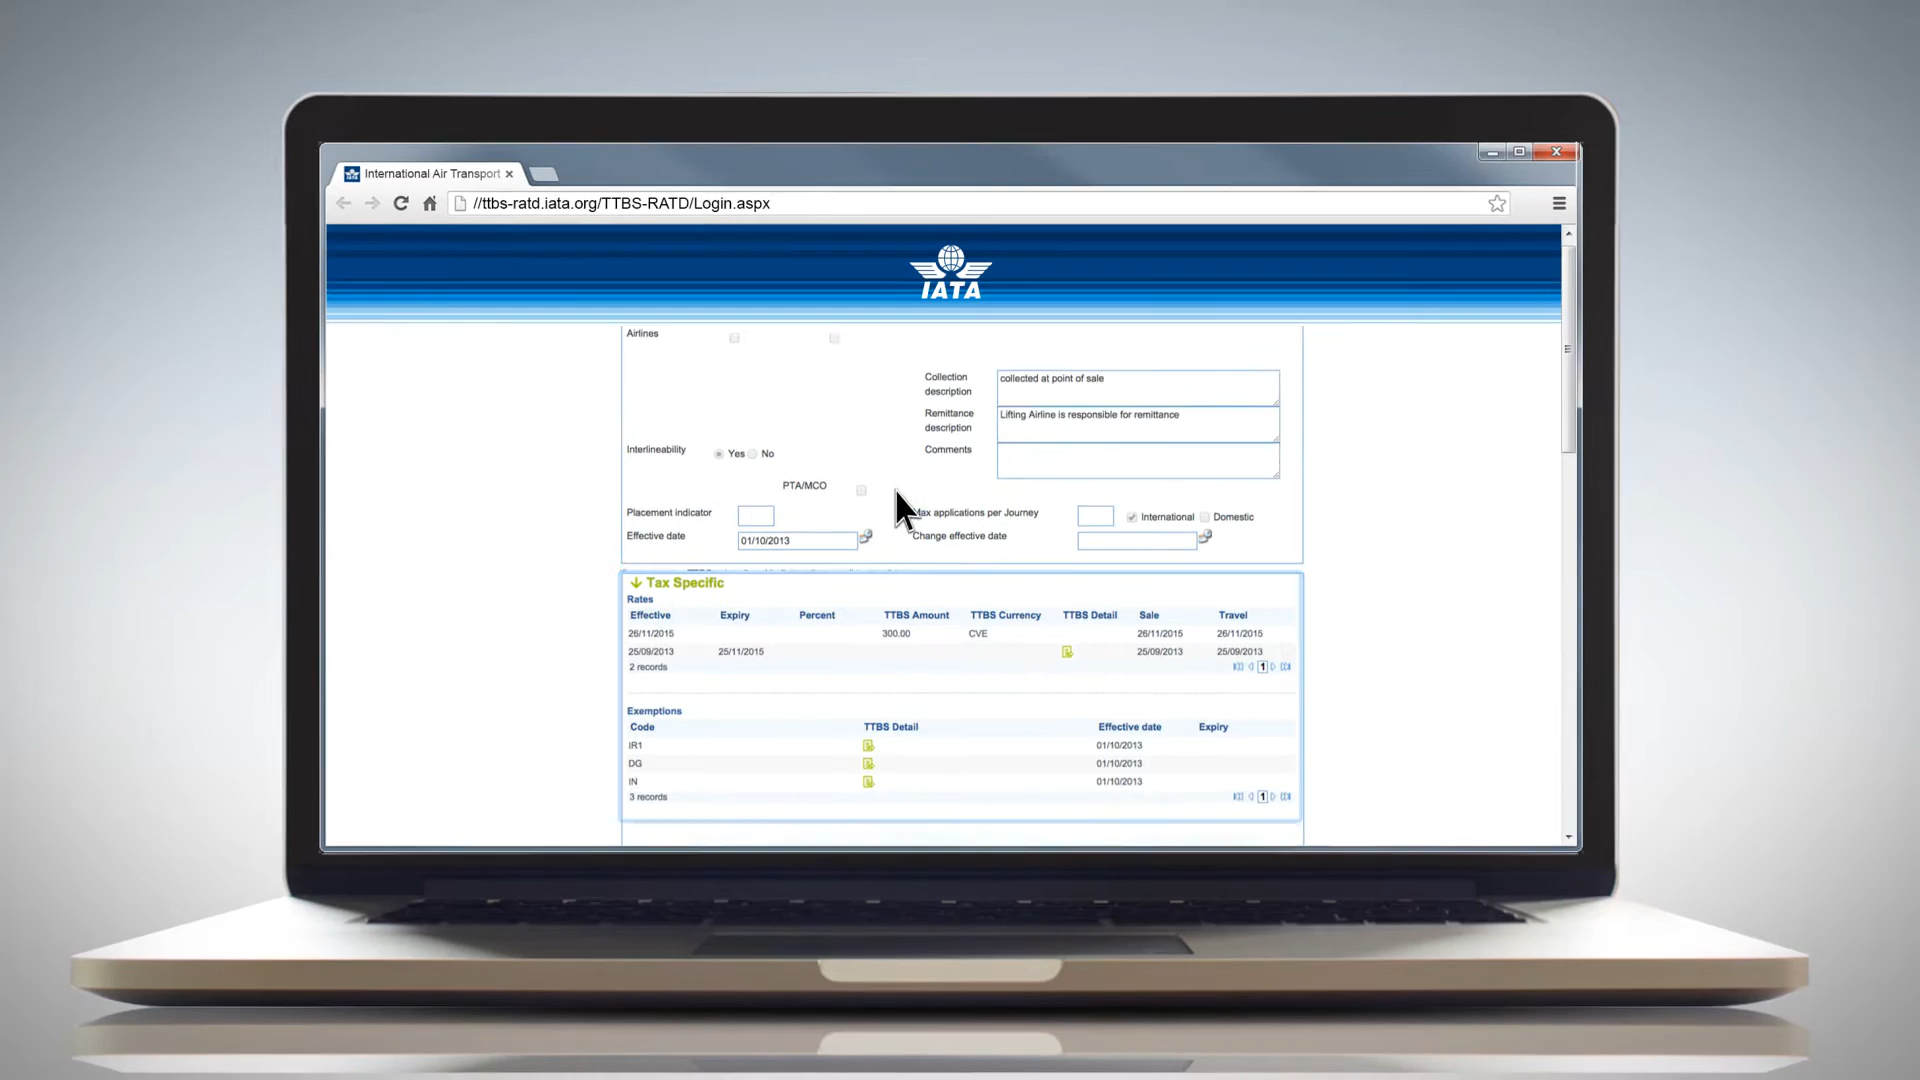 International Air Transport
//ttbs-ratd.iata.org/TTBS-RATD/Login.aspx
IATA
Airlines
Collection description
collected at point of sale
Remittance description
Lifting Airline is responsible for remittance
Interlineability Yes No
Comments
PTA/MCO
Placement indicator
applications per Journey
International Domestic
Effective date 01/10/2013
Change effective date
Tax Specific
Rates
Effective Expiry Percent TTBS Amount TTBS Currency TTBS Detail Sale Travel
26/11/2015 300.00 CVE 26/11/2015 26/11/2015
25/09/2013 25/11/2015 25/09/2013 25/09/2013
2 records 1
Exemptions
Code TTBS Detail Effective date Expiry
IR1 01/10/2013
DG 01/10/2013
IN 01/10/2013
3 records 1